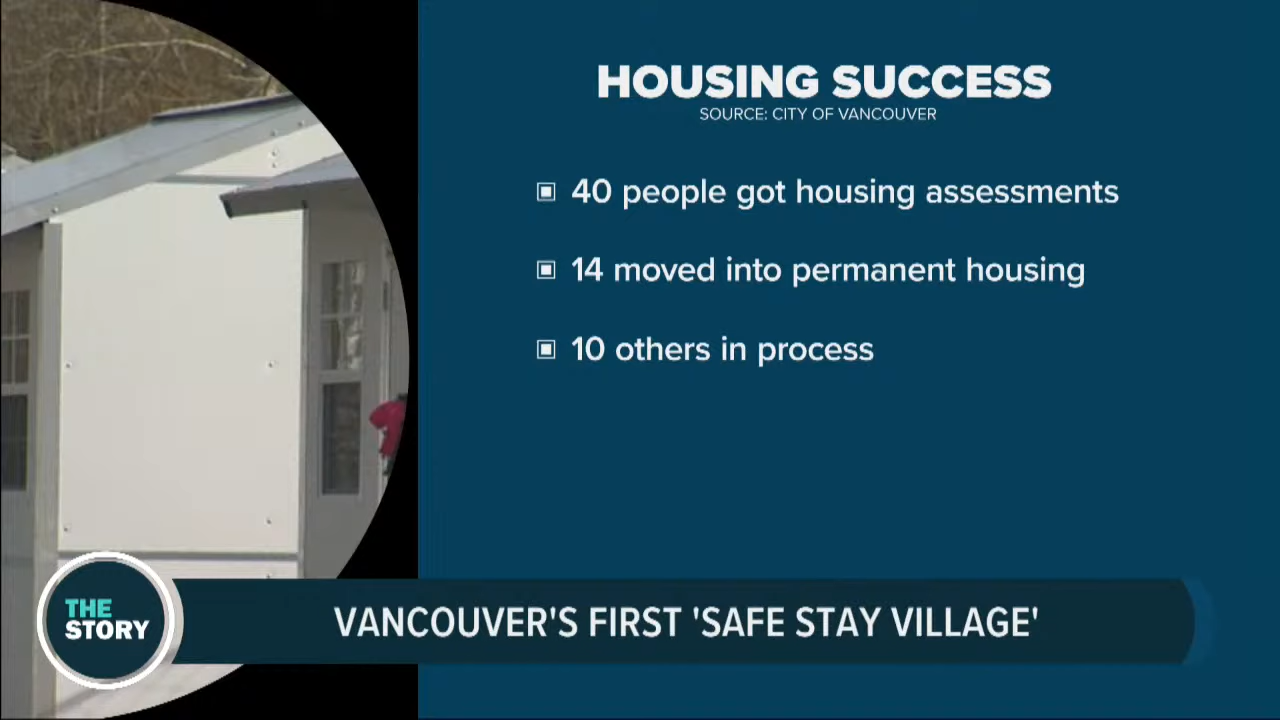 HOUSING SUCCESS
SOURCE: CITY OF VANCOUVER
40 people got housing assessments
14 moved into permanent housing
10 others in process
THE
STORY
VANCOUVER'S FIRST 'SAFE STAY VILLAGE'